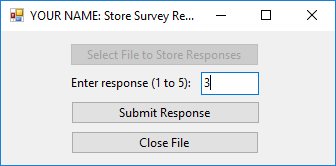 YOUR NAME: Store Survey Re...
Select File to Store Responses
Enter response (1 to 5): 3
Submit Response
Close File